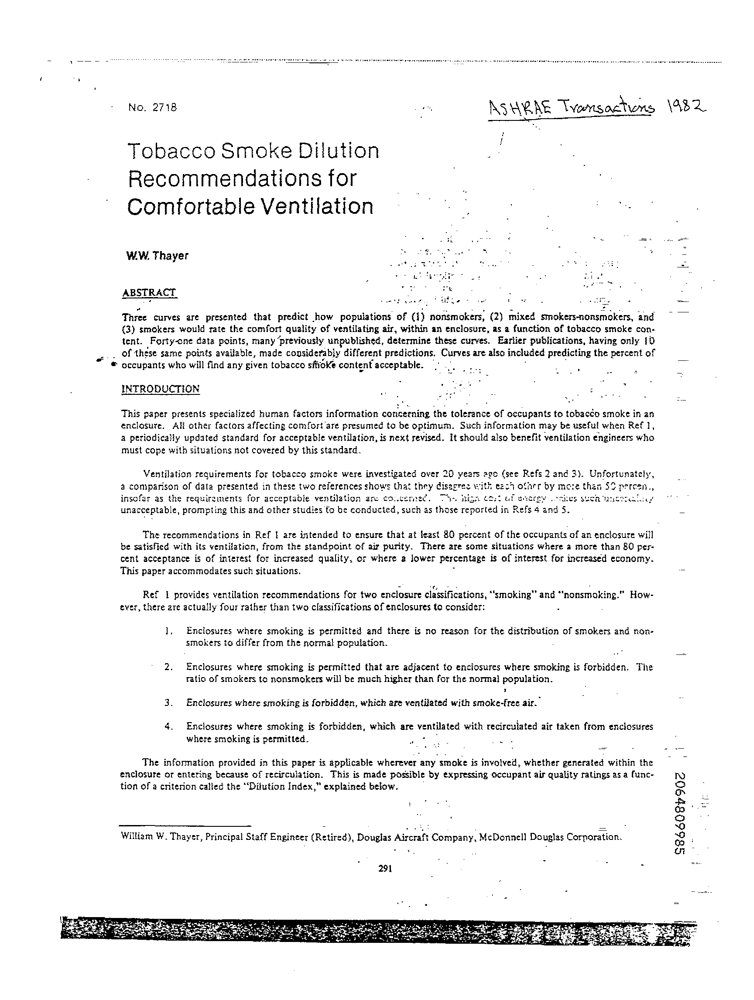 No. 2718
ASHRAE Transactions 1982
Tobacco Smoke Dilution
Recommendations for
Comfortable Ventilation
W.W. Thayer
ABSTRACT
Three curves are presented that predict how populations of (1) nonsmokers, (2) mixed smokers-nonsmokers, and
(3) smokers would rate the comfort quality of ventilating air, within an enclosure, as a function of tobacco smoke con-
tent. Forty-one data points, many previously unpublished, determine these curves. Earlier publications, having only 10
of these same points available, made considerably different predictions. Curves are also included predicting the percent of
occupants who will find any given tobacco smoke content acceptable.
INTRODUCTION
This paper presents specialized human factors information concerning the tolerance of occupants to tobacco smoke in an
enclosure. All other factors affecting comfort are presumed to be optimum. Such information may be useful when Ref 1,
a periodically updated standard for acceptable ventilation, is next revised. It should also benefit ventilation engineers who
must cope with situations not covered by this standard.
Ventilation requirements for tobacco smoke were investigated over 20 years ago (see Refs 2 and 3). Unfortunately,
a comparison of data presented in these two references shows that they disagree with each other by more than 50 percent,
insofar as the requirements for acceptable ventilation are concerned. The high cost of energy makes such uncertainty
unacceptable, prompting this and other studies to be conducted, such as those reported in Refs 4 and 5.
The recommendations in Ref 1 are intended to ensure that at least 80 percent of the occupants of an enclosure will
be satisfied with its ventilation, from the standpoint of air purity. There are some situations where a more than 80 per-
cent acceptance is of interest for increased quality, or where a lower percentage is of interest for increased economy.
This paper accommodates such situations.
Ref 1 provides ventilation recommendations for two enclosure classifications, "smoking" and "nonsmoking." How-
ever, there are actually four rather than two classifications of enclosures to consider:
1. Enclosures where smoking is permitted and there is no reason for the distribution of smokers and non-
smokers to differ from the normal population.
2. Enclosures where smoking is permitted that are adjacent to enclosures where smoking is forbidden. The
ratio of smokers to nonsmokers will be much higher than for the normal population.
3. Enclosures where smoking is forbidden, which are ventilated with smoke-free air.
4. Enclosures where smoking is forbidden, which are ventilated with recirculated air taken from enclosures
where smoking is permitted.
The information provided in this paper is applicable wherever any smoke is involved, whether generated within the
enclosure or entering because of recirculation. This is made possible by expressing occupant air quality ratings as a func-
tion of a criterion called the "Dilution Index," explained below.
William W. Thayer, Principal Staff Engineer (Retired), Douglas Aircraft Company, McDonnell Douglas Corporation.
291
2064809985